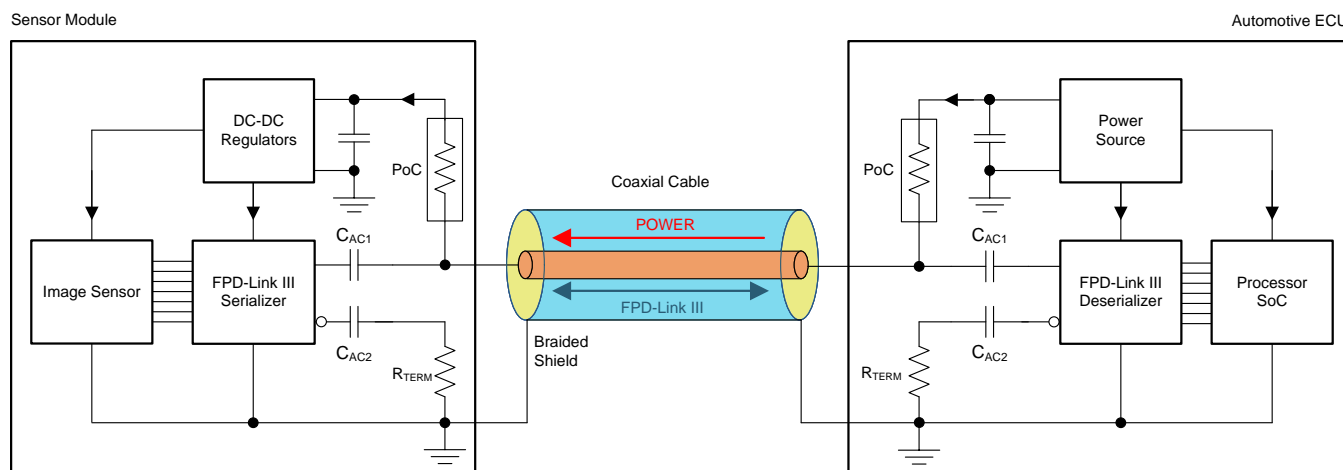 Sensor Module
Automotive ECU
DC-DC
Regulators
PoC
Image Sensor
FPD-Link III
Serializer
CAC1
CAC2
RTERM
Coaxial Cable
POWER
FPD-Link III
Braided
Shield
PoC
Power
Source
CAC1
CAC2
RTERM
FPD-Link III
Deserializer
Processor
SoC